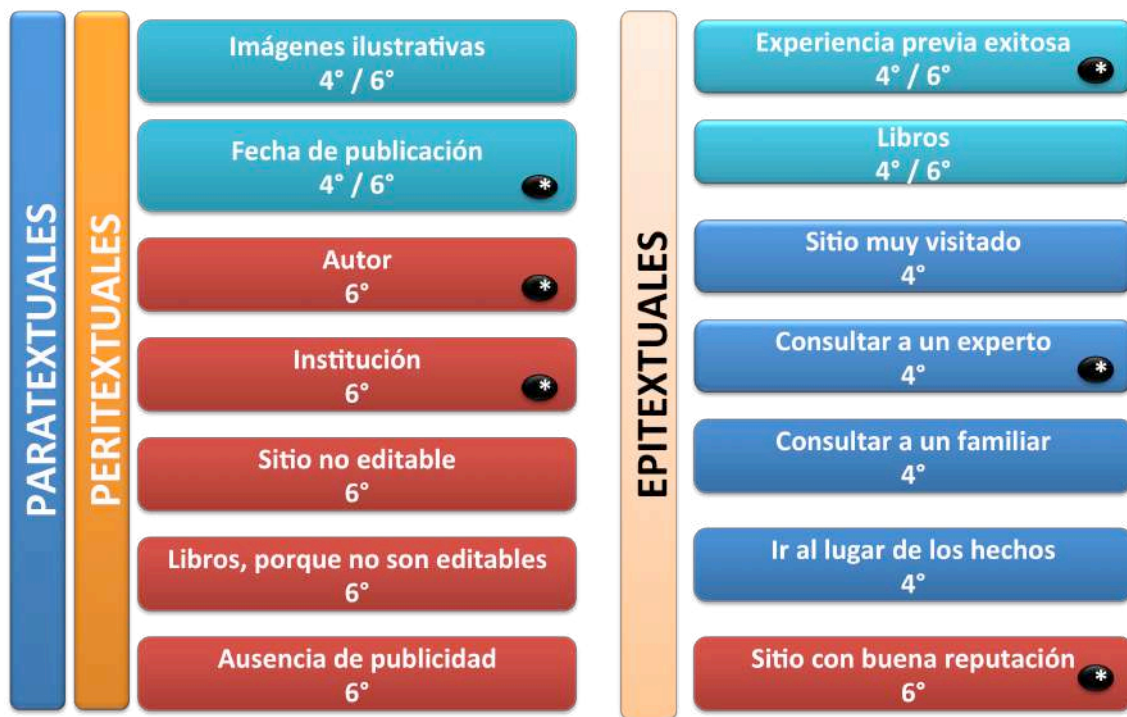 PARATEXTUALES
PERITEXTUALES
Imágenes ilustrativas
4° / 6°
Fecha de publicación
4° / 6°
*
Autor
6°
*
Institución
6°
*
Sitio no editable
6°
Libros, porque no son editables
6°
Ausencia de publicidad
6°
EPITEXTUALES
Experiencia previa exitosa
4° / 6°
*
Libros
4° / 6°
Sitio muy visitado
4°
Consultar a un experto
4°
*
Consultar a un familiar
4°
Ir al lugar de los hechos
4°
Sitio con buena reputación
6°
*